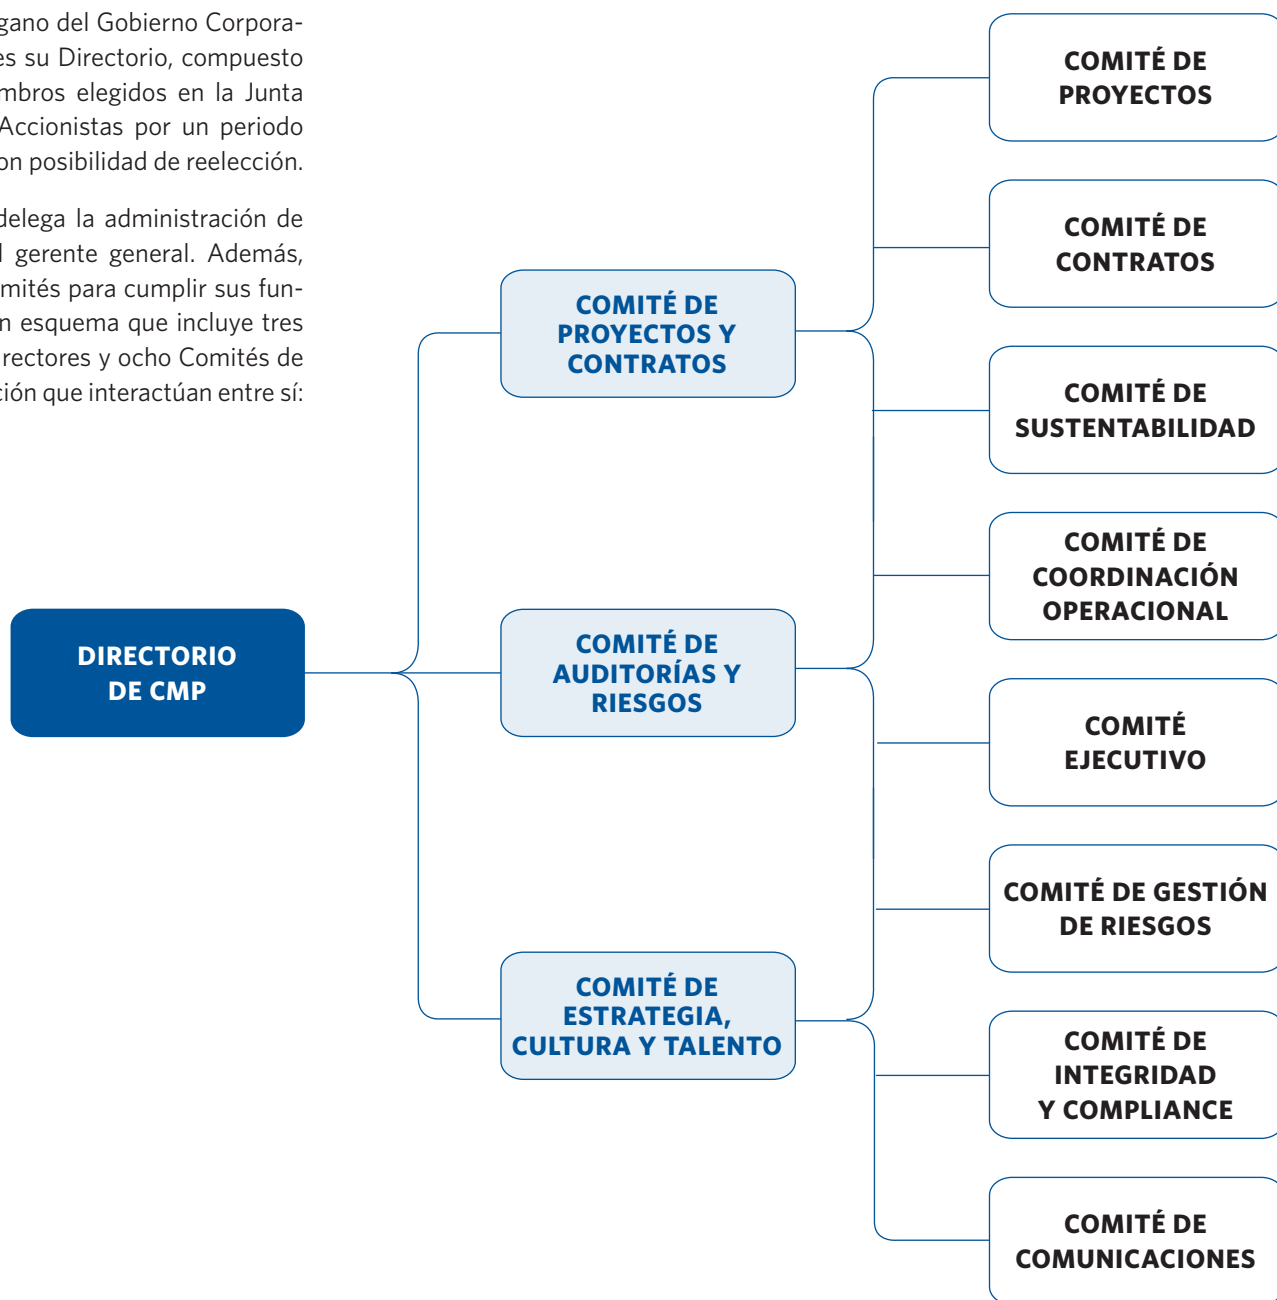 gano del Gobierno Corpora-
es su Directorio, compuesto
mbros elegidos en la Junta
Accionistas por un periodo
on posibilidad de reelección.
delega la administración de
l gerente general. Además,
mités para cumplir sus fun-
n esquema que incluye tres
rectores y ocho Comités de
ción que interactúan entre sí:
DIRECTORIO
DE CMP
COMITÉ DE
PROYECTOS Y
CONTRATOS
COMITÉ DE
AUDITORÍAS Y
RIESGOS
COMITÉ DE
ESTRATEGIA,
CULTURA Y TALENTO
COMITÉ DE
PROYECTOS
COMITÉ DE
CONTRATOS
COMITÉ DE
SUSTENTABILIDAD
COMITÉ DE
COORDINACIÓN
OPERACIONAL
COMITÉ
EJECUTIVO
COMITÉ DE GESTIÓN
DE RIESGOS
COMITÉ DE
INTEGRIDAD
Y COMPLIANCE
COMITÉ DE
COMUNICACIONES